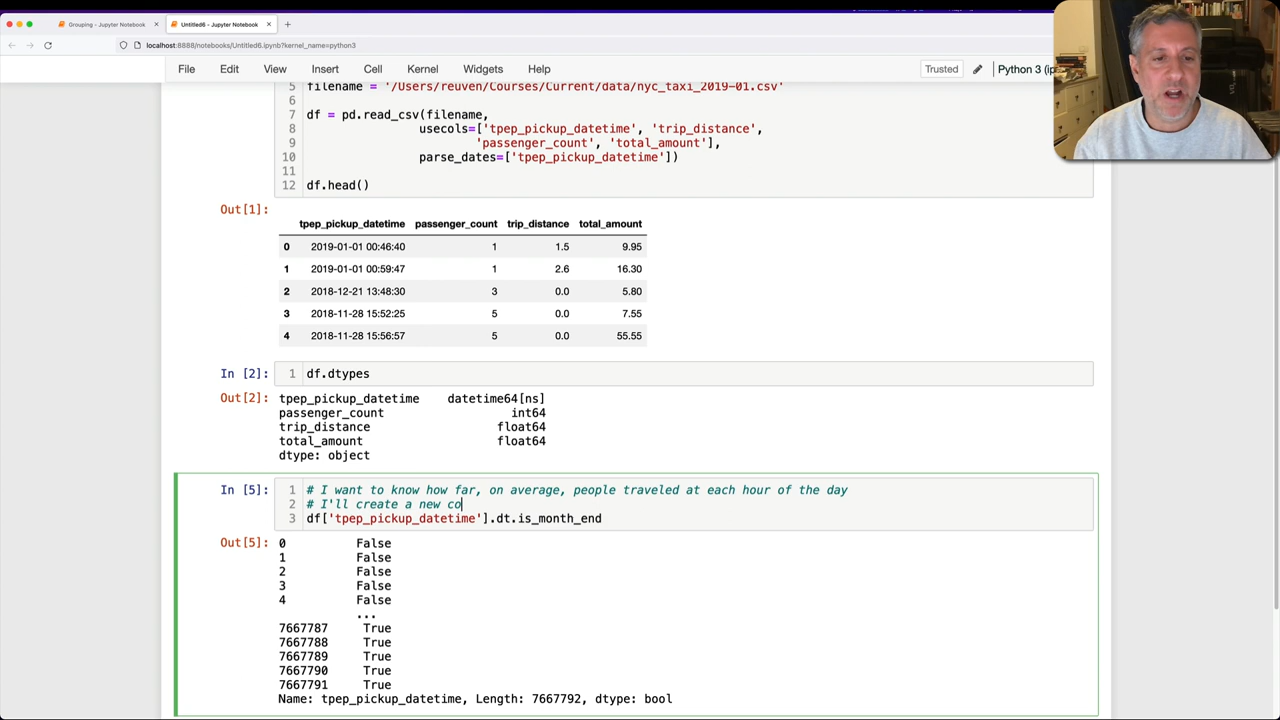 Grouping - Jupyter Notebook
Untitled6 - Jupyter Notebook
localhost:8888/notebooks/Untitled6.ipynb?kernel_name=python3
File Edit View Insert Cell Kernel Widgets Help
Trusted Python 3 (ip
5 filename = '/Users/reuven/Courses/Current/data/nyc_taxi_2019-01.csv'
6
7 df = pd.read_csv(filename,
8 usecols=['tpep_pickup_datetime', 'trip_distance',
9 'passenger_count', 'total_amount'],
10 parse_dates=['tpep_pickup_datetime'])
11
12 df.head()
Out[1]:
tpep_pickup_datetime passenger_count trip_distance total_amount
0 2019-01-01 00:46:40 1 1.5 9.95
1 2019-01-01 00:59:47 1 2.6 16.30
2 2018-12-21 13:48:30 3 0.0 5.80
3 2018-11-28 15:52:25 5 0.0 7.55
4 2018-11-28 15:56:57 5 0.0 55.55
In [2]: 1 df.dtypes
Out[2]: tpep_pickup_datetime datetime64[ns]
passenger_count int64
trip_distance float64
total_amount float64
dtype: object
In [5]: 1 # I want to know how far, on average, people traveled at each hour of the day
2 # I'll create a new co
3 df['tpep_pickup_datetime'].dt.is_month_end
Out[5]: 0 False
1 False
2 False
3 False
4 False
...
7667787 True
7667788 True
7667789 True
7667790 True
7667791 True
Name: tpep_pickup_datetime, Length: 7667792, dtype: bool